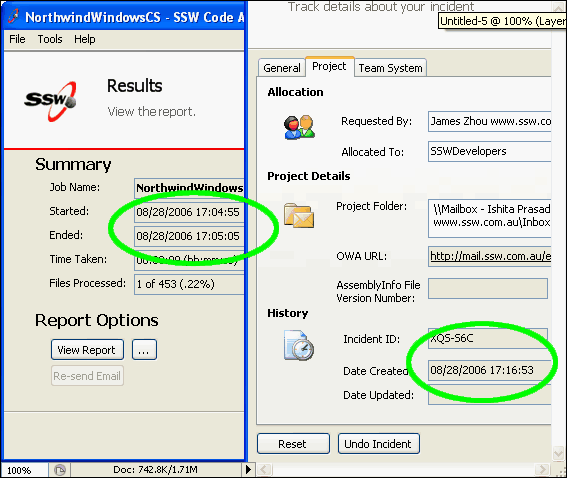 NorthwindWindowsCS - SSW Code A
File Tools Help
SSW
Results
View the report.
Summary
Job Name: NorthwindWindows
Started: 08/28/2006 17:04:55
Ended: 08/28/2006 17:05:05
Time Taken: (hh:mm:ss)
Files Processed: 1 of 453 (.22%)
Report Options
View Report ...
Re-send Email
Track details about your incident
Untitled-5 @ 100% (Layer
General Project Team System
Allocation
Requested By: James Zhou www.ssw.co
Allocated To: SSWDevelopers
Project Details
Project Folder: \\Mailbox - Ishita Prasad
www.ssw.com.au\Inbox
OWA URL: http://mail.ssw.com.au/e
AssemblyInfo File
Version Number:
History
Incident ID: XQS-S6C
Date Created: 08/28/2006 17:16:53
Date Updated:
Reset Undo Incident
100% Doc: 742.8K/1.71M